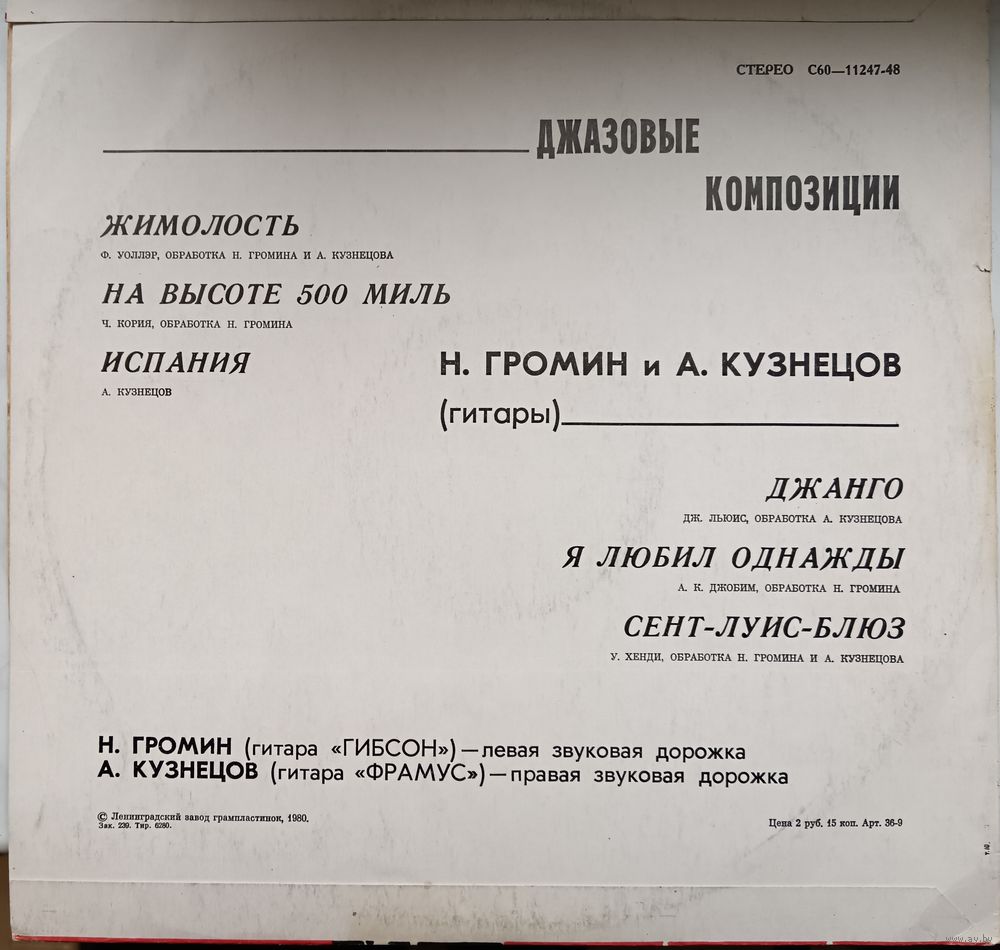 СТЕРЕО С60—11247-48
ДЖАЗОВЫЕ
КОМПОЗИЦИИ
ЖИМОЛОСТЬ
Ф. УОЛЛЭР, ОБРАБОТКА Н. ГРОМИНА И А. КУЗНЕЦОВА
НА ВЫСОТЕ 500 МИЛЬ
Ч. КОРИЯ, ОБРАБОТКА Н. ГРОМИНА
ИСПАНИЯ
А. КУЗНЕЦОВ
Н. ГРОМИН и А. КУЗНЕЦОВ
(гитары)
ДЖАНГО
ДЖ. ЛЬЮИС, ОБРАБОТКА А. КУЗНЕЦОВА
Я ЛЮБИЛ ОДНАЖДЫ
А. К. ДЖОБИМ, ОБРАБОТКА Н. ГРОМИНА
СЕНТ-ЛУИС-БЛЮЗ
У. ХЕНДИ, ОБРАБОТКА Н. ГРОМИНА И А. КУЗНЕЦОВА
Н. ГРОМИН (гитара «ГИБСОН») — левая звуковая дорожка
А. КУЗНЕЦОВ (гитара «ФРАМУС») — правая звуковая дорожка
© Ленинградский завод грампластинок, 1980.
Зак. 239. Тир. 6280.
Цена 2 руб. 15 коп. Арт. 36-9
www.ay.by